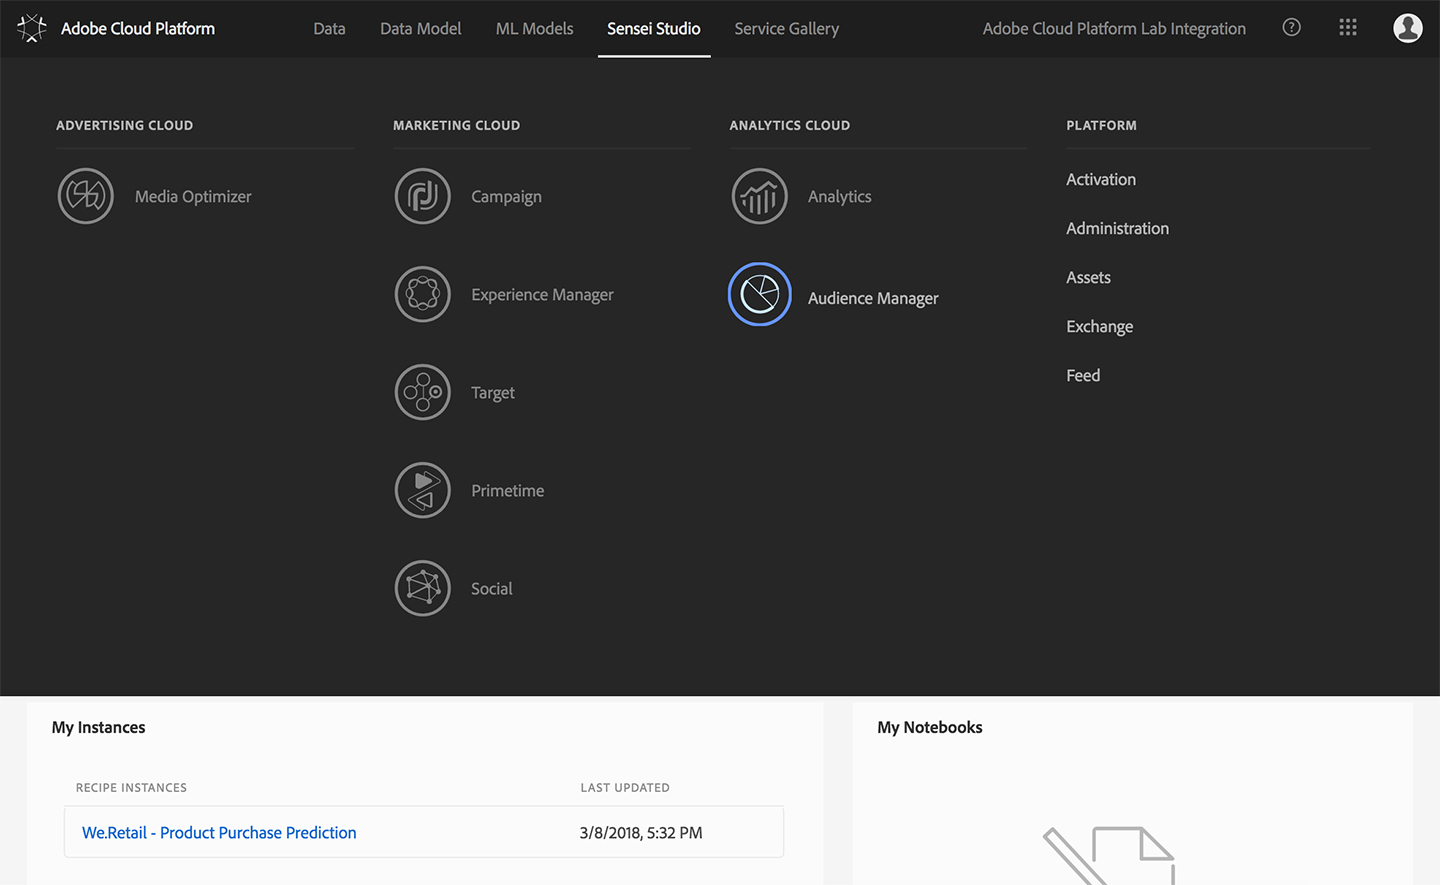 Adobe Cloud Platform
Data
Data Model
ML Models
Sensei Studio
Service Gallery
Adobe Cloud Platform Lab Integration
?
ADVERTISING CLOUD
Media Optimizer
MARKETING CLOUD
Campaign
Experience Manager
Target
Primetime
Social
ANALYTICS CLOUD
Analytics
Audience Manager
PLATFORM
Activation
Administration
Assets
Exchange
Feed
My Instances
RECIPE INSTANCES
LAST UPDATED
We.Retail - Product Purchase Prediction
3/8/2018, 5:32 PM
My Notebooks